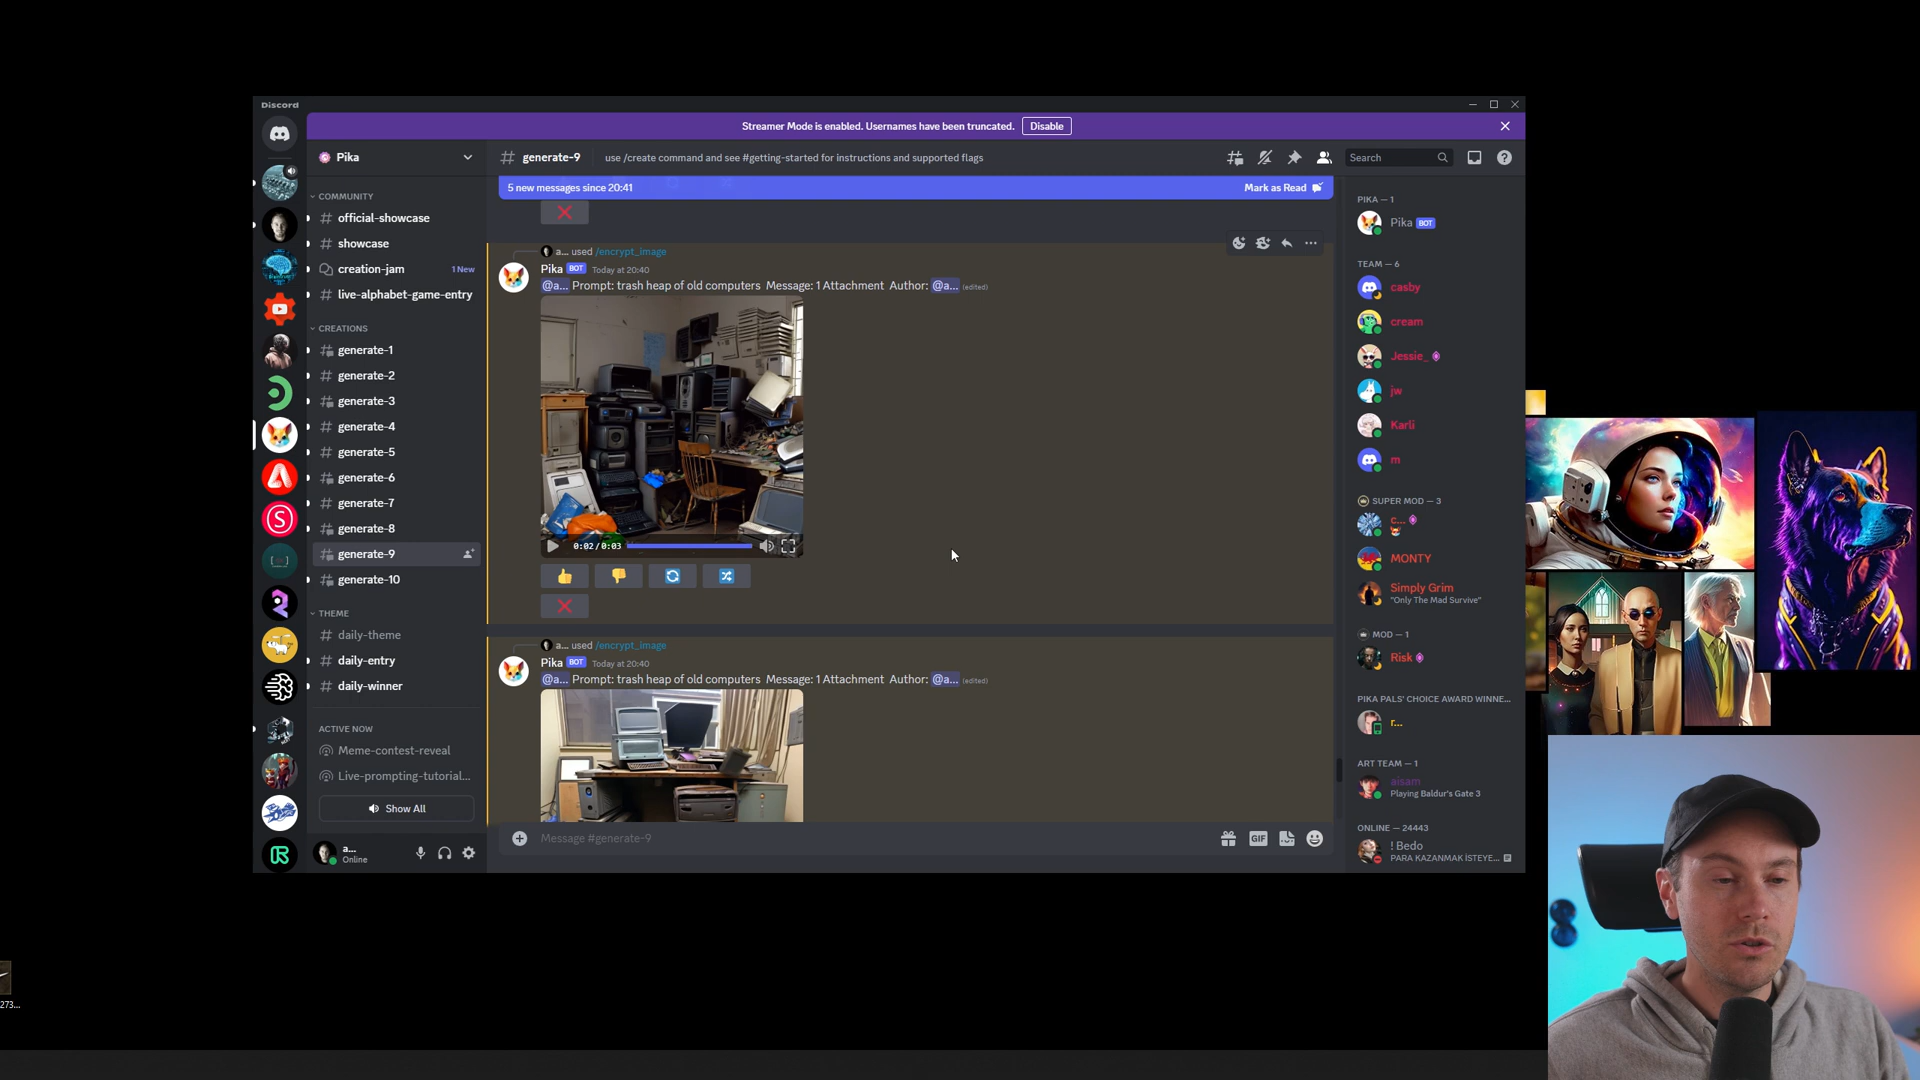 Discord
Streamer Mode is enabled. Usernames have been truncated. Disable
Pika
generate-9 use /create command and see #getting-started for instructions and supported flags
Search
5 new messages since 20:41 Mark as Read
COMMUNITY
official-showcase
showcase
creation-jam 1 New
live-alphabet-game-entry
CREATIONS
generate-1
generate-2
generate-3
generate-4
generate-5
generate-6
generate-7
generate-8
generate-9
generate-10
THEME
daily-theme
daily-entry
daily-winner
ACTIVE NOW
Meme-contest-reveal
Live-prompting-tutorial...
Show All
a...
Online
a... used /encrypt_image
Pika BOT Today at 20:40
@a... Prompt: trash heap of old computers Message: 1 Attachment Author: @a... (edited)
0:02/0:03
a... used /encrypt_image
Pika BOT Today at 20:40
@a... Prompt: trash heap of old computers Message: 1 Attachment Author: @a... (edited)
Message #generate-9
GIF
PIKA — 1
Pika BOT
TEAM — 6
casby
cream
Jessie_
jw
Karli
m
SUPER MOD — 3
c...
MONTY
Simply Grim
"Only The Mad Survive"
MOD — 1
Risk
PIKA PALS' CHOICE AWARD WINNE...
r...
ART TEAM — 1
aisam
Playing Baldur's Gate 3
ONLINE — 24443
! Bedo
PARA KAZANMAK İSTEYE...
273...